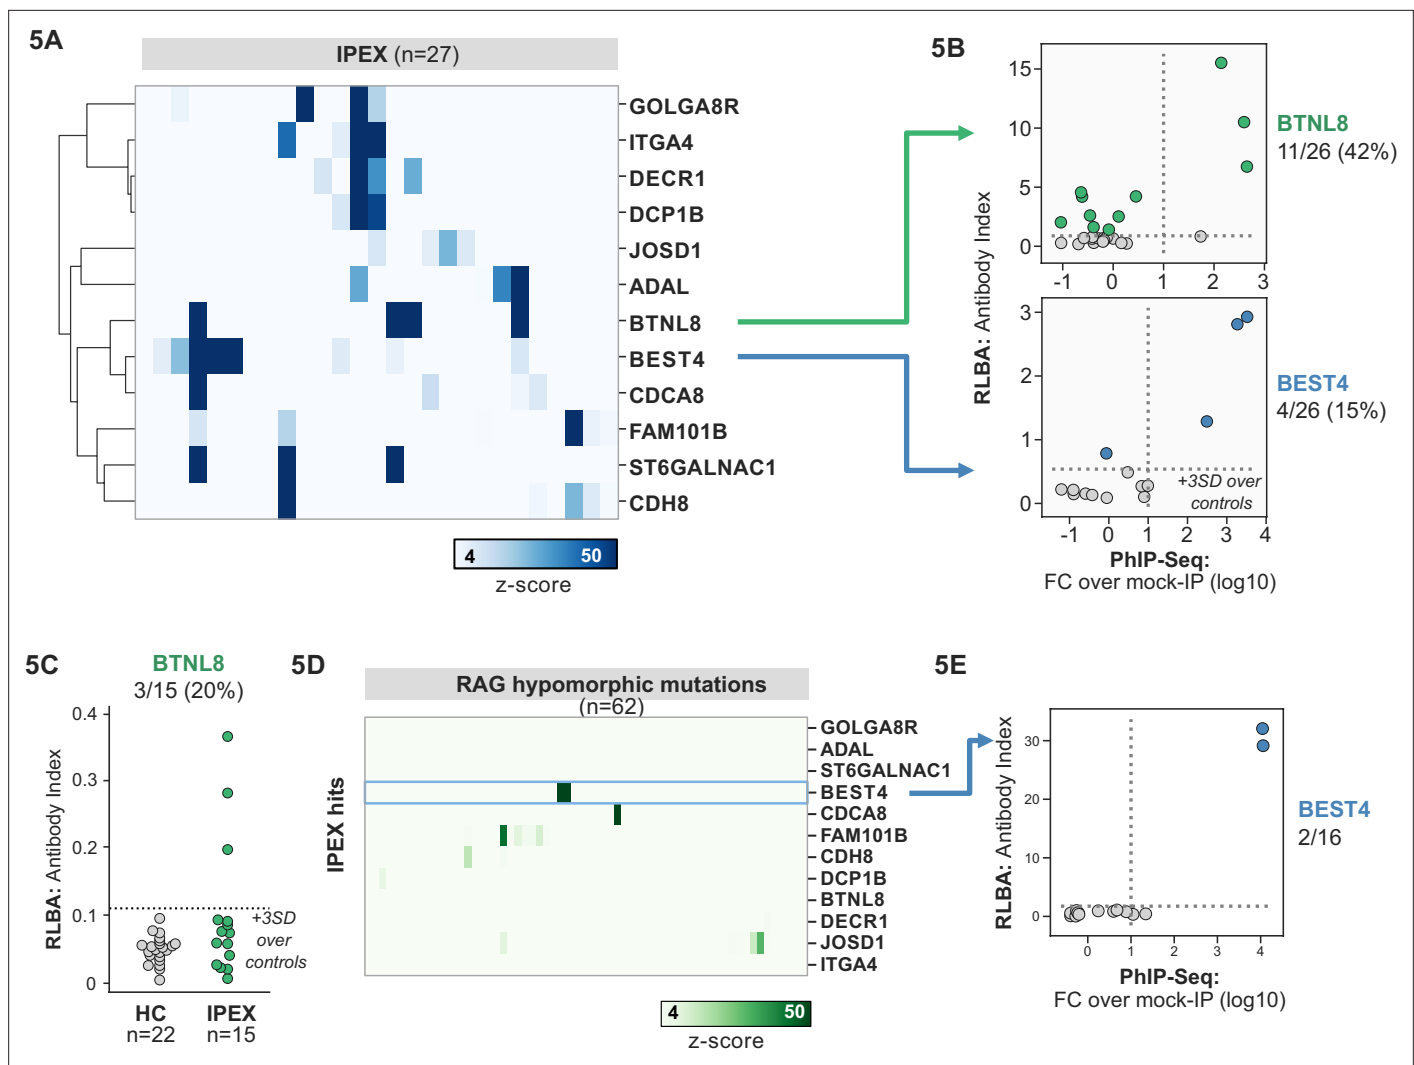 5A
IPEX (n=27)
GOLGA8R
ITGA4
DECR1
DCP1B
JOSD1
ADAL
BTNL8
BEST4
CDCA8
FAM101B
ST6GALNAC1
CDH8
4 50
z-score
5B
RLBA: Antibody Index
15
10
5
0
-1 0 1 2 3
BTNL8
11/26 (42%)
3
2
1
0
+3SD over
controls
-1 0 1 2 3 4
PhIP-Seq:
FC over mock-IP (log10)
BEST4
4/26 (15%)
5C
BTNL8
3/15 (20%)
RLBA: Antibody Index
0.4
0.3
0.2
0.1
0
+3SD
over
controls
HC
n=22
IPEX
n=15
5D
RAG hypomorphic mutations
(n=62)
IPEX hits
GOLGA8R
ADAL
ST6GALNAC1
BEST4
CDCA8
FAM101B
CDH8
DCP1B
BTNL8
DECR1
JOSD1
ITGA4
4 50
z-score
5E
RLBA: Antibody Index
30
20
10
0
0 1 2 3 4
PhIP-Seq:
FC over mock-IP (log10)
BEST4
2/16